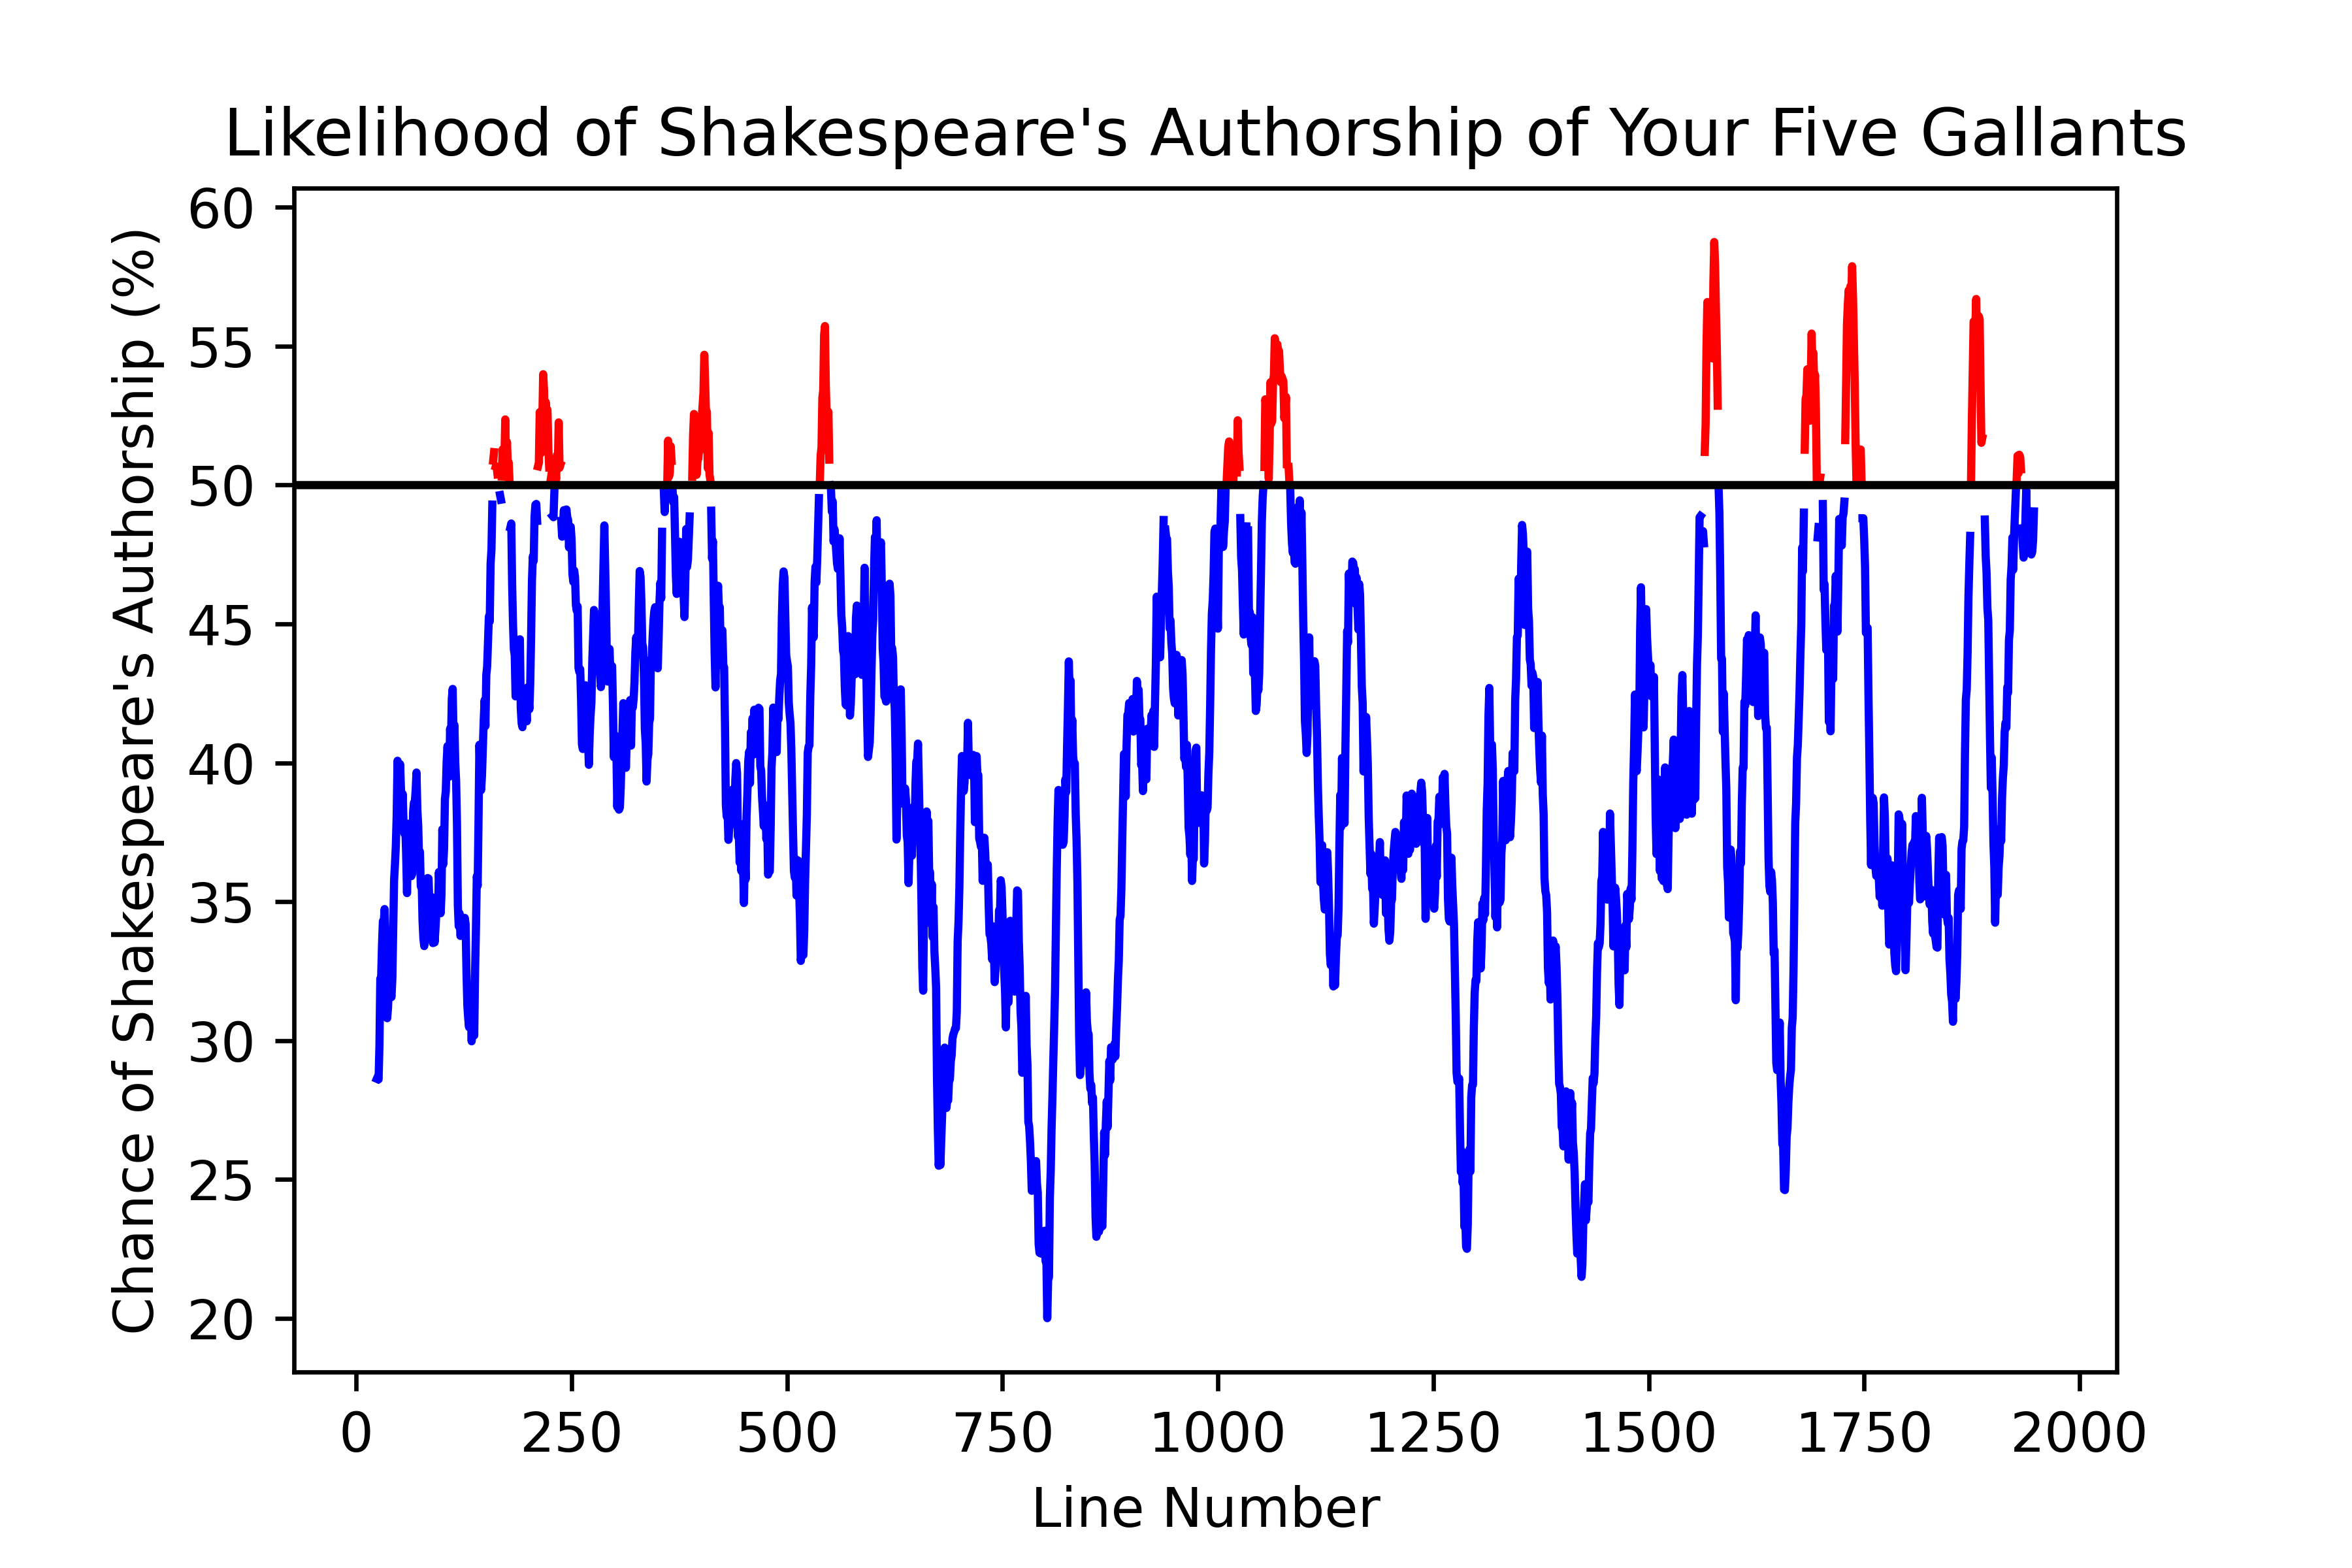 Likelihood of Shakespeare's Authorship of Your Five Gallants
Chance of Shakespeare's Authorship (%)
60
55
50
45
40
35
30
25
20
0 250 500 750 1000 1250 1500 1750 2000
Line Number